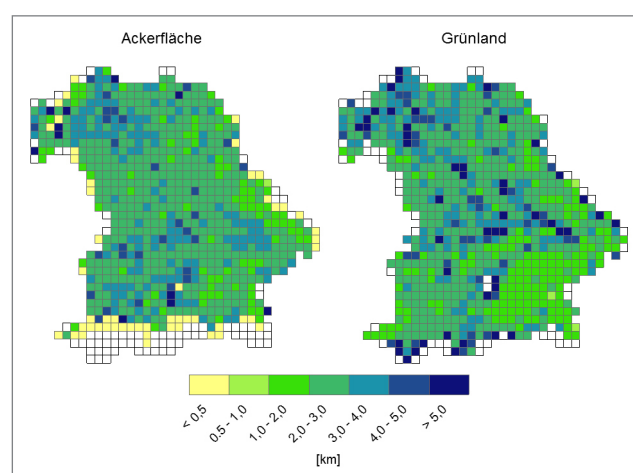 Ackerfläche Grünland
< 0,5
0,5 - 1,0
1,0 - 2,0
2,0 - 3,0
3,0 - 4,0
4,0 - 5,0
> 5,0
[km]